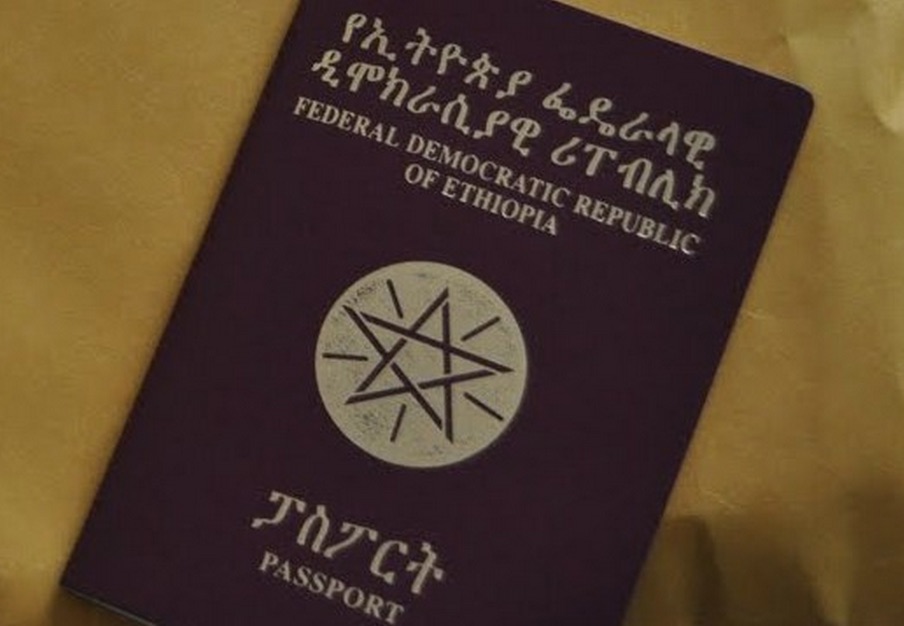 የኢትዮጵያ ፌዴራላዊ
ዲሞክራሲያዊ ሪፐብሊክ
FEDERAL DEMOCRATIC REPUBLIC
OF ETHIOPIA
ፓስፖርት
PASSPORT